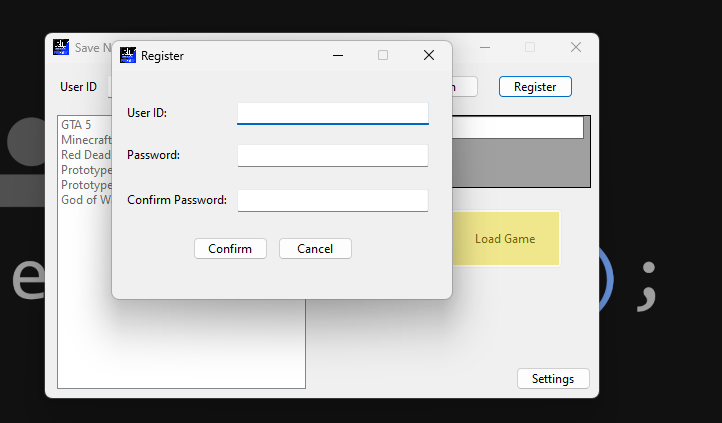 Save N
Register
User ID
Register
User ID:
GTA 5
Minecraft
Red Dead
Prototype
Prototype
God of W
Password:
Confirm Password:
Confirm
Cancel
Load Game
e
;
Settings